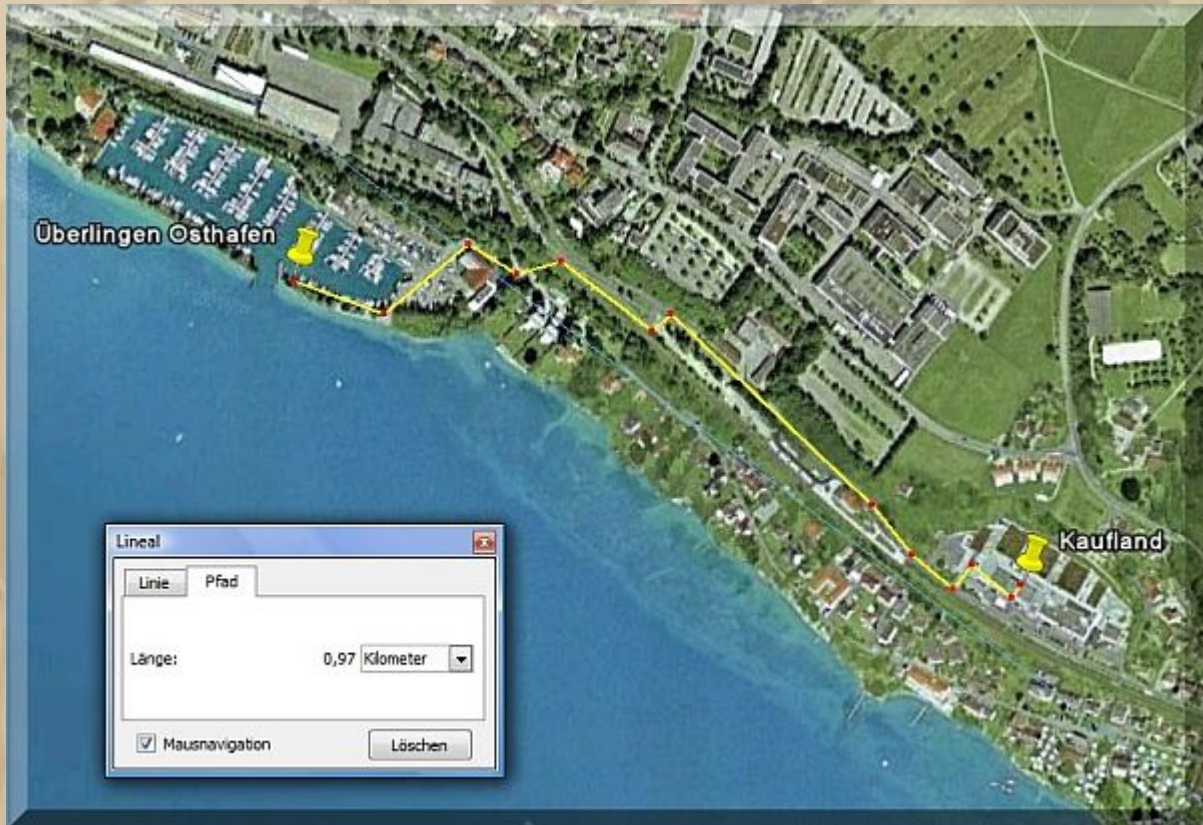 Überlingen Osthafen
Kaufland
Lineal
Linie Pfad
Länge: 0,97 Kilometer
Mausnavigation Löschen